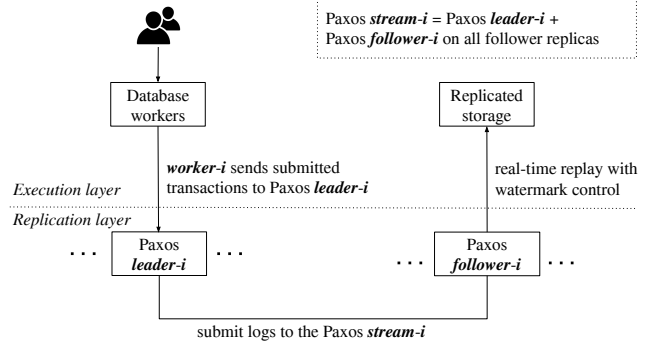 Paxos stream-i = Paxos leader-i +
Paxos follower-i on all follower replicas
Database
workers
Replicated
storage
worker-i sends submitted
transactions to Paxos leader-i
real-time replay with
watermark control
Execution layer
Replication layer
. . .
Paxos
leader-i
. . .
. . .
Paxos
follower-i
. . .
submit logs to the Paxos stream-i